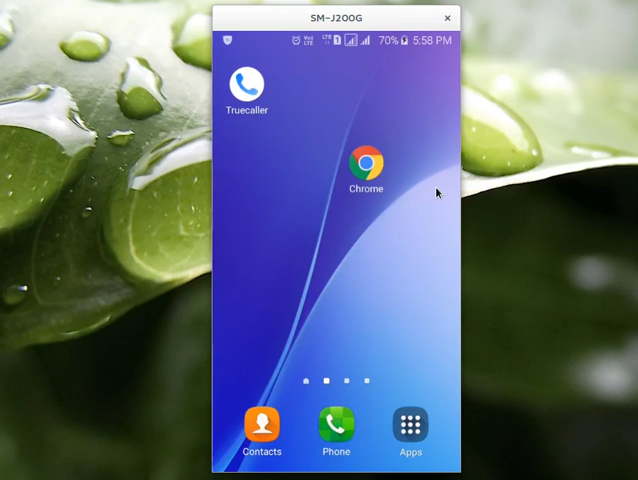 SM-J200G
70% 5:58 PM
Truecaller
Chrome
Contacts Phone Apps